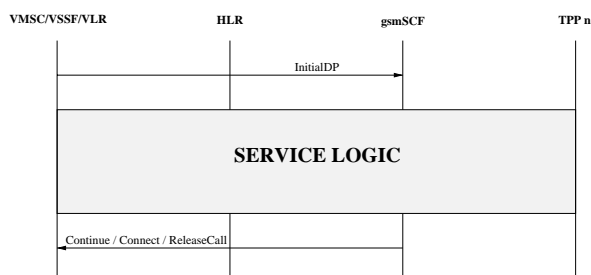 VMSC/VSSF/VLR HLR gsmSCF TPP n
InitialDP
SERVICE LOGIC
Continue / Connect / ReleaseCall